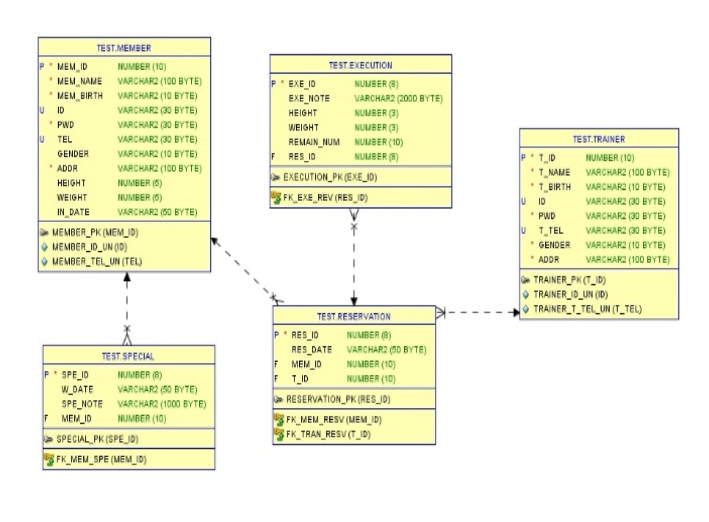 TEST.MEMBER
P * MEM_ID NUMBER (10)
* MEM_NAME VARCHAR2 (100 BYTE)
* MEM_BIRTH VARCHAR2 (10 BYTE)
U ID VARCHAR2 (30 BYTE)
* PWD VARCHAR2 (30 BYTE)
U TEL VARCHAR2 (30 BYTE)
GENDER VARCHAR2 (10 BYTE)
* ADDR VARCHAR2 (100 BYTE)
HEIGHT NUMBER (5)
WEIGHT NUMBER (5)
IN_DATE VARCHAR2 (50 BYTE)
MEMBER_PK (MEM_ID)
MEMBER_ID_UN (ID)
MEMBER_TEL_UN (TEL)
TEST.EXECUTION
P * EXE_ID NUMBER (8)
EXE_NOTE VARCHAR2 (2000 BYTE)
HEIGHT NUMBER (3)
WEIGHT NUMBER (3)
REMAIN_NUM NUMBER (10)
F RES_ID NUMBER (8)
EXECUTION_PK (EXE_ID)
FK_EXE_REV (RES_ID)
TEST.TRAINER
P * T_ID NUMBER (10)
* T_NAME VARCHAR2 (100 BYTE)
* T_BIRTH VARCHAR2 (10 BYTE)
U ID VARCHAR2 (30 BYTE)
* PWD VARCHAR2 (30 BYTE)
U T_TEL VARCHAR2 (30 BYTE)
* GENDER VARCHAR2 (10 BYTE)
* ADDR VARCHAR2 (100 BYTE)
TRAINER_PK (T_ID)
TRAINER_ID_UN (ID)
TRAINER_T_TEL_UN (T_TEL)
TEST.SPECIAL
P * SPE_ID NUMBER (8)
W_DATE VARCHAR2 (50 BYTE)
SPE_NOTE VARCHAR2 (1000 BYTE)
F MEM_ID NUMBER (10)
SPECIAL_PK (SPE_ID)
FK_MEM_SPE (MEM_ID)
TEST.RESERVATION
P * RES_ID NUMBER (8)
RES_DATE VARCHAR2 (50 BYTE)
F MEM_ID NUMBER (10)
F T_ID NUMBER (10)
RESERVATION_PK (RES_ID)
FK_MEM_RESV (MEM_ID)
FK_TRAN_RESV (T_ID)